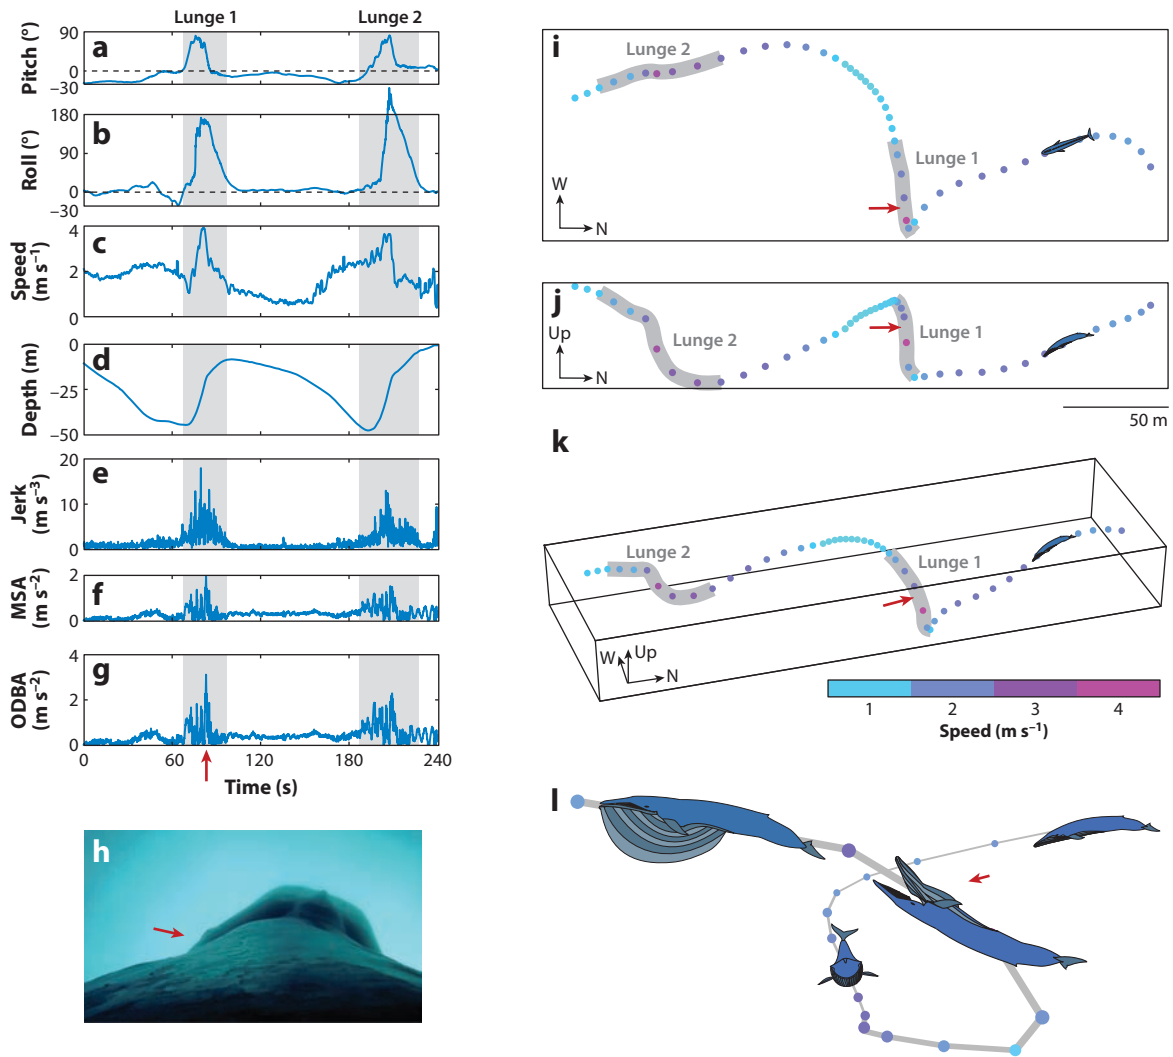 Lunge 1
Lunge 2
a
Pitch (°)
90
0
−30
b
Roll (°)
180
90
0
−30
c
Speed
(m s−1)
4
2
0
d
Depth (m)
0
−25
−50
e
Jerk
(m s−3)
20
10
0
f
MSA
(m s−2)
2
0
g
ODBA
(m s−2)
4
2
0
0
60
120
180
240
Time (s)
h
i
Lunge 2
Lunge 1
W
N
j
Lunge 2
Lunge 1
Up
N
50 m
k
Lunge 2
Lunge 1
W
Up
N
1
2
3
4
Speed (m s−1)
l